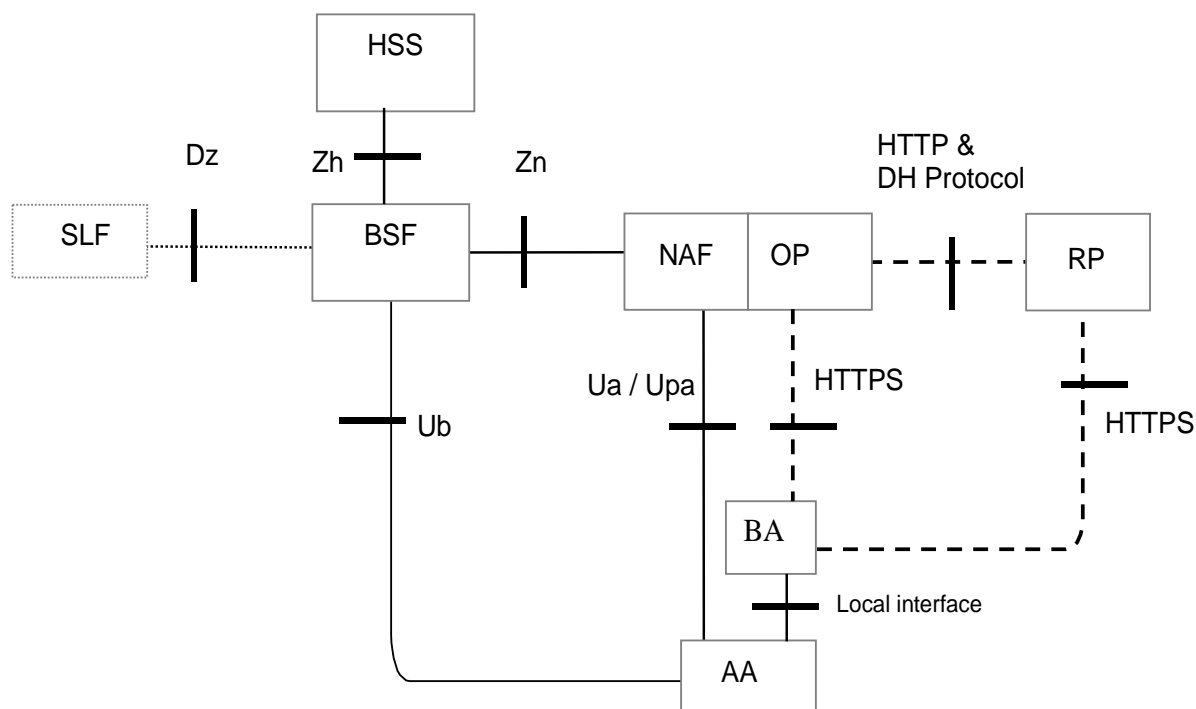 HSS
HTTP &
DH Protocol
Dz
Zh
Zn
SLF
BSF
NAF
OP
RP
Ua / Upa
HTTPS
HTTPS
Ub
BA
Local interface
AA